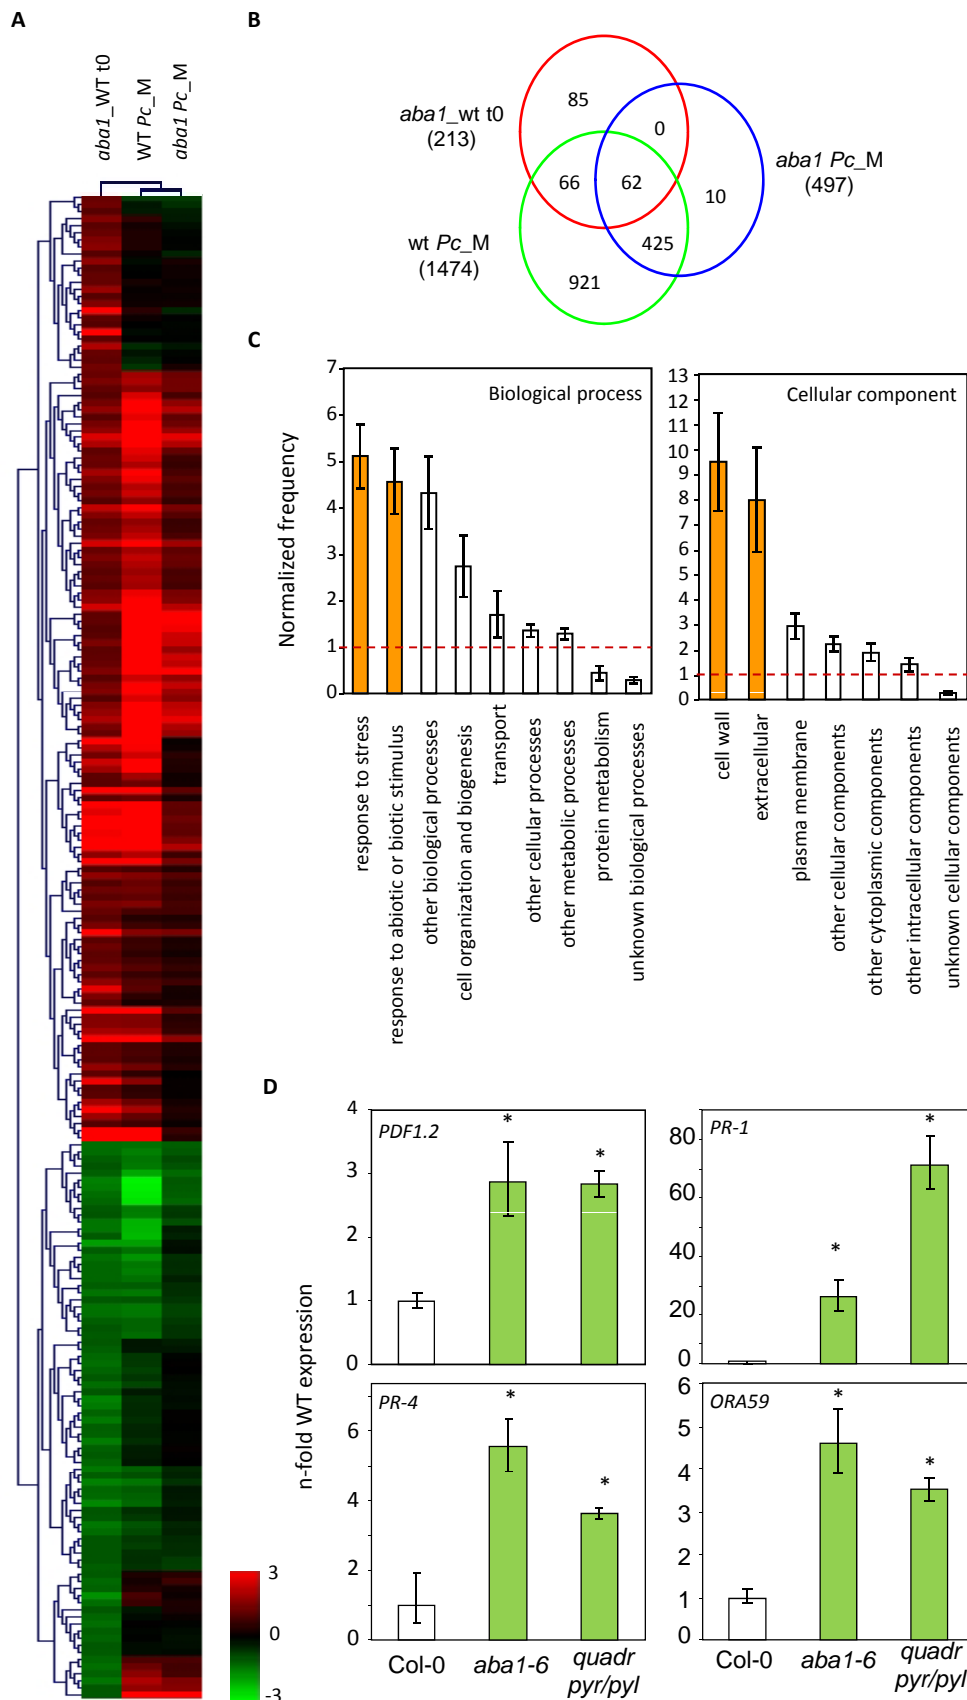 A
aba1_WT t0
WT Pc_M
aba1 Pc_M
3
0
-3
B
aba1_wt t0
(213)
85
0
aba1 Pc_M
(497)
66
62
10
wt Pc_M
(1474)
425
921
C
Normalized frequency
7
6
5
4
3
2
1
0
Biological process
response to stress
response to abiotic or biotic stimulus
other biological processes
cell organization and biogenesis
transport
other cellular processes
other metabolic processes
protein metabolism
unknown biological processes
13
12
11
10
9
8
7
6
5
4
3
2
1
0
Cellular component
cell wall
extracellular
plasma membrane
other cellular components
other cytoplasmic components
other intracellular components
unknown cellular components
D
n-fold WT expression
4
3
2
1
0
PDF1.2
*
*
80
60
40
20
0
PR-1
*
*
6
4
2
0
PR-4
*
*
Col-0
aba1-6
quadr
pyr/pyl
6
5
4
3
2
1
0
ORA59
*
*
Col-0
aba1-6
quadr
pyr/pyl